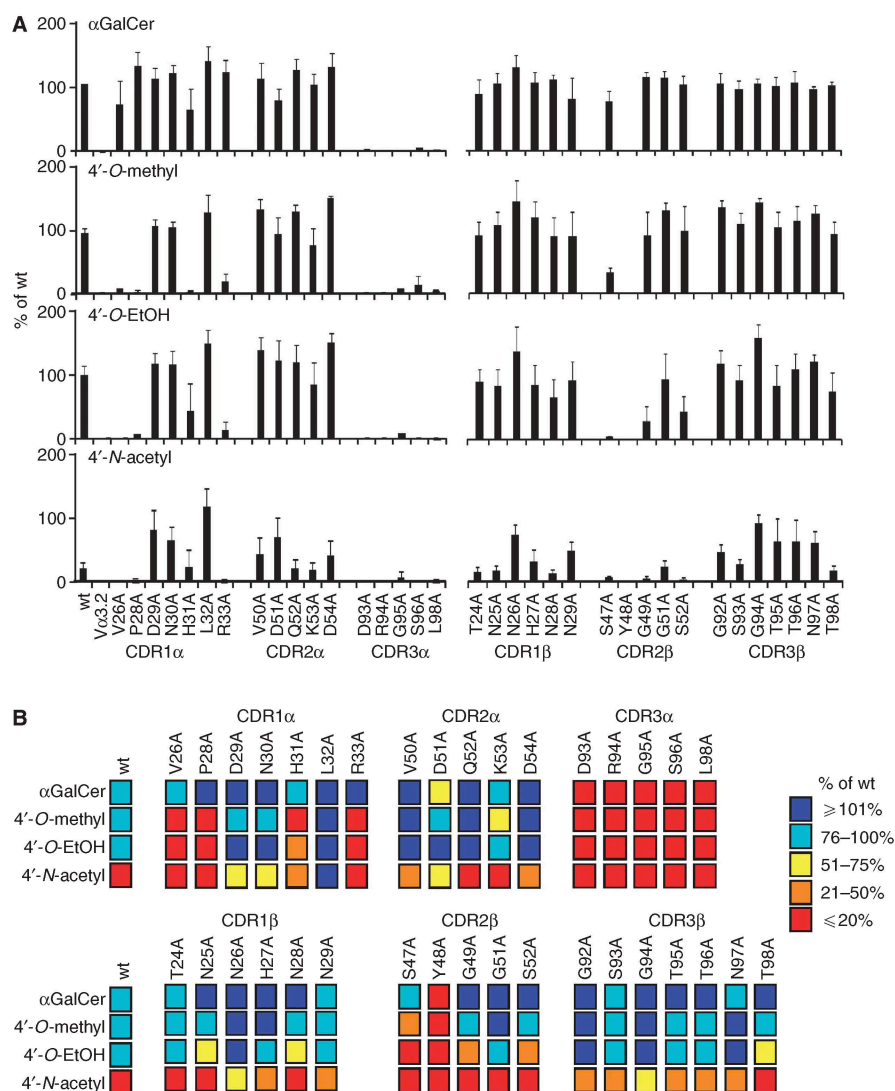 A
αGalCer
200
100
0
4′-O-methyl
200
100
0
4′-O-EtOH
200
100
0
4′-N-acetyl
200
100
0
% of wt
wt Vα3.2 V26A P28A D29A N30A H31A L32A R33A V50A D51A Q52A K53A D54A D93A R94A G95A S96A L98A T24A N25A N26A H27A N28A N29A S47A Y48A G49A G51A S52A G92A S93A G94A T95A T96A N97A T98A
CDR1α CDR2α CDR3α CDR1β CDR2β CDR3β
B
CDR1α CDR2α CDR3α
wt V26A P28A D29A N30A H31A L32A R33A V50A D51A Q52A K53A D54A D93A R94A G95A S96A L98A
αGalCer
4′-O-methyl
4′-O-EtOH
4′-N-acetyl
% of wt
⩾101%
76–100%
51–75%
21–50%
⩽20%
CDR1β CDR2β CDR3β
wt T24A N25A N26A H27A N28A N29A S47A Y48A G49A G51A S52A G92A S93A G94A T95A T96A N97A T98A
αGalCer
4′-O-methyl
4′-O-EtOH
4′-N-acetyl